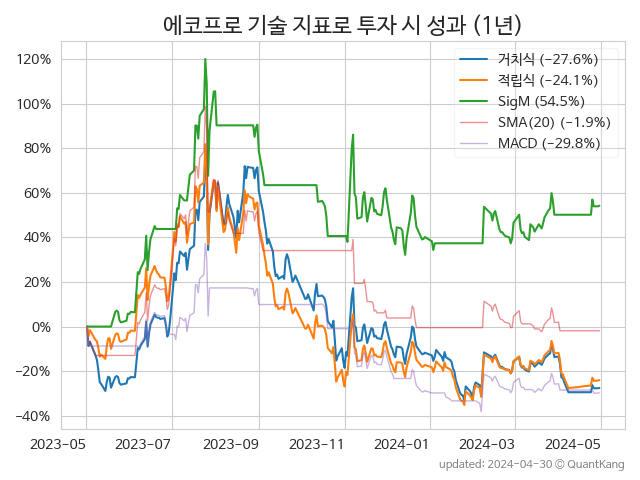 에코프로 기술 지표로 투자 시 성과 (1년)
120%
100%
80%
60%
40%
20%
0%
−20%
−40%
거치식 (−27.6%)
적립식 (−24.1%)
SigM (54.5%)
SMA(20) (−1.9%)
MACD (−29.8%)
2023-05
2023-07
2023-09
2023-11
2024-01
2024-03
2024-05
updated: 2024-04-30 © QuantKang